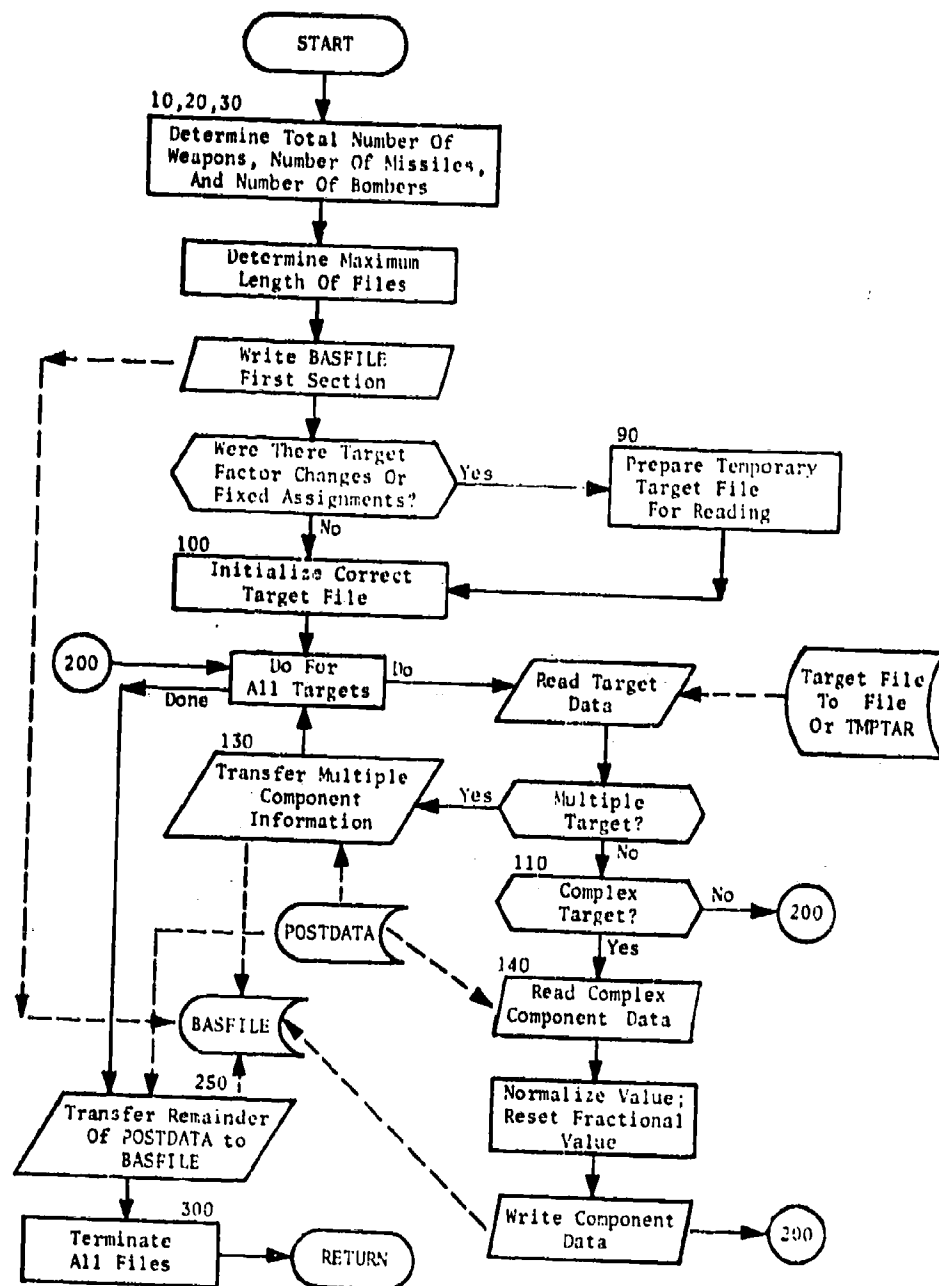 START
10,20,30
Determine Total Number Of
Weapons, Number Of Missiles,
And Number Of Bombers
Determine Maximum
Length Of Files
Write BASFILE
First Section
Were There Target
Factor Changes Or
Fixed Assignments?
Yes
90
Prepare Temporary
Target File
For Reading
No
100
Initialize Correct
Target File
200
Do For
All Targets
Do
Done
Read Target
Data
Target File
To File
Or TMPTAR
130
Transfer Multiple
Component
Information
Yes
Multiple
Target?
No
110
Complex
Target?
No
200
Yes
POSTDATA
140
Read Complex
Component Data
BASFILE
250
Transfer Remainder
Of POSTDATA to
BASFILE
Normalize Value;
Reset Fractional
Value
300
Terminate
All Files
RETURN
Write Component
Data
200